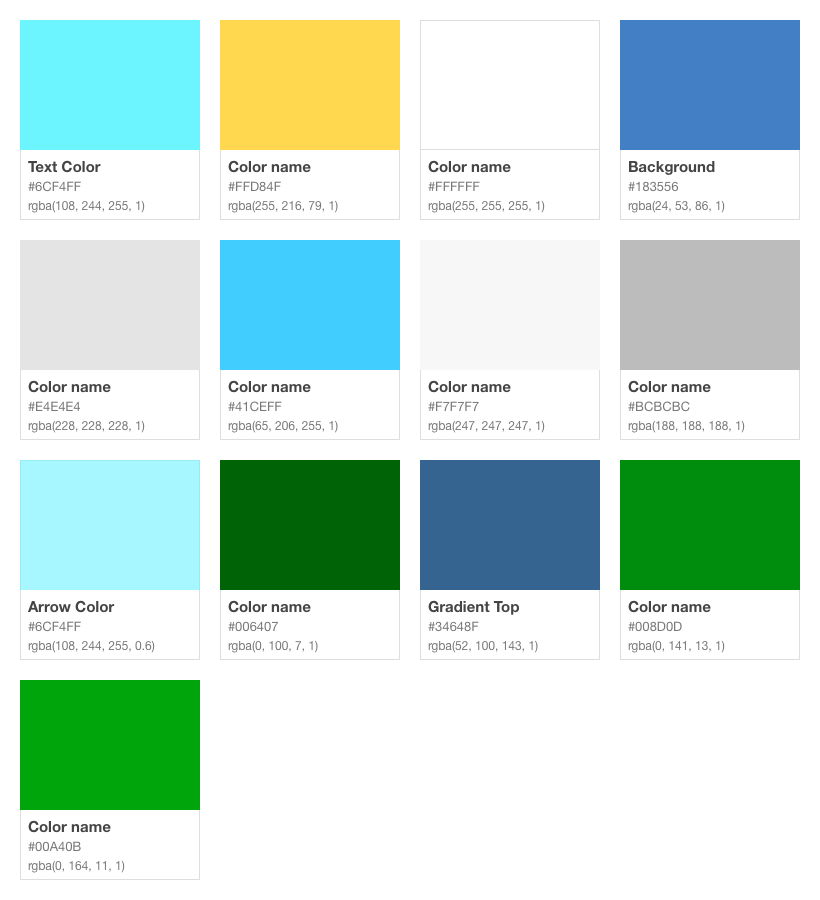 Text Color
#6CF4FF
rgba(108, 244, 255, 1)
Color name
#FFD84F
rgba(255, 216, 79, 1)
Color name
#FFFFFF
rgba(255, 255, 255, 1)
Background
#183556
rgba(24, 53, 86, 1)
Color name
#E4E4E4
rgba(228, 228, 228, 1)
Color name
#41CEFF
rgba(65, 206, 255, 1)
Color name
#F7F7F7
rgba(247, 247, 247, 1)
Color name
#BCBCBC
rgba(188, 188, 188, 1)
Arrow Color
#6CF4FF
rgba(108, 244, 255, 0.6)
Color name
#006407
rgba(0, 100, 7, 1)
Gradient Top
#34648F
rgba(52, 100, 143, 1)
Color name
#008D0D
rgba(0, 141, 13, 1)
Color name
#00A40B
rgba(0, 164, 11, 1)